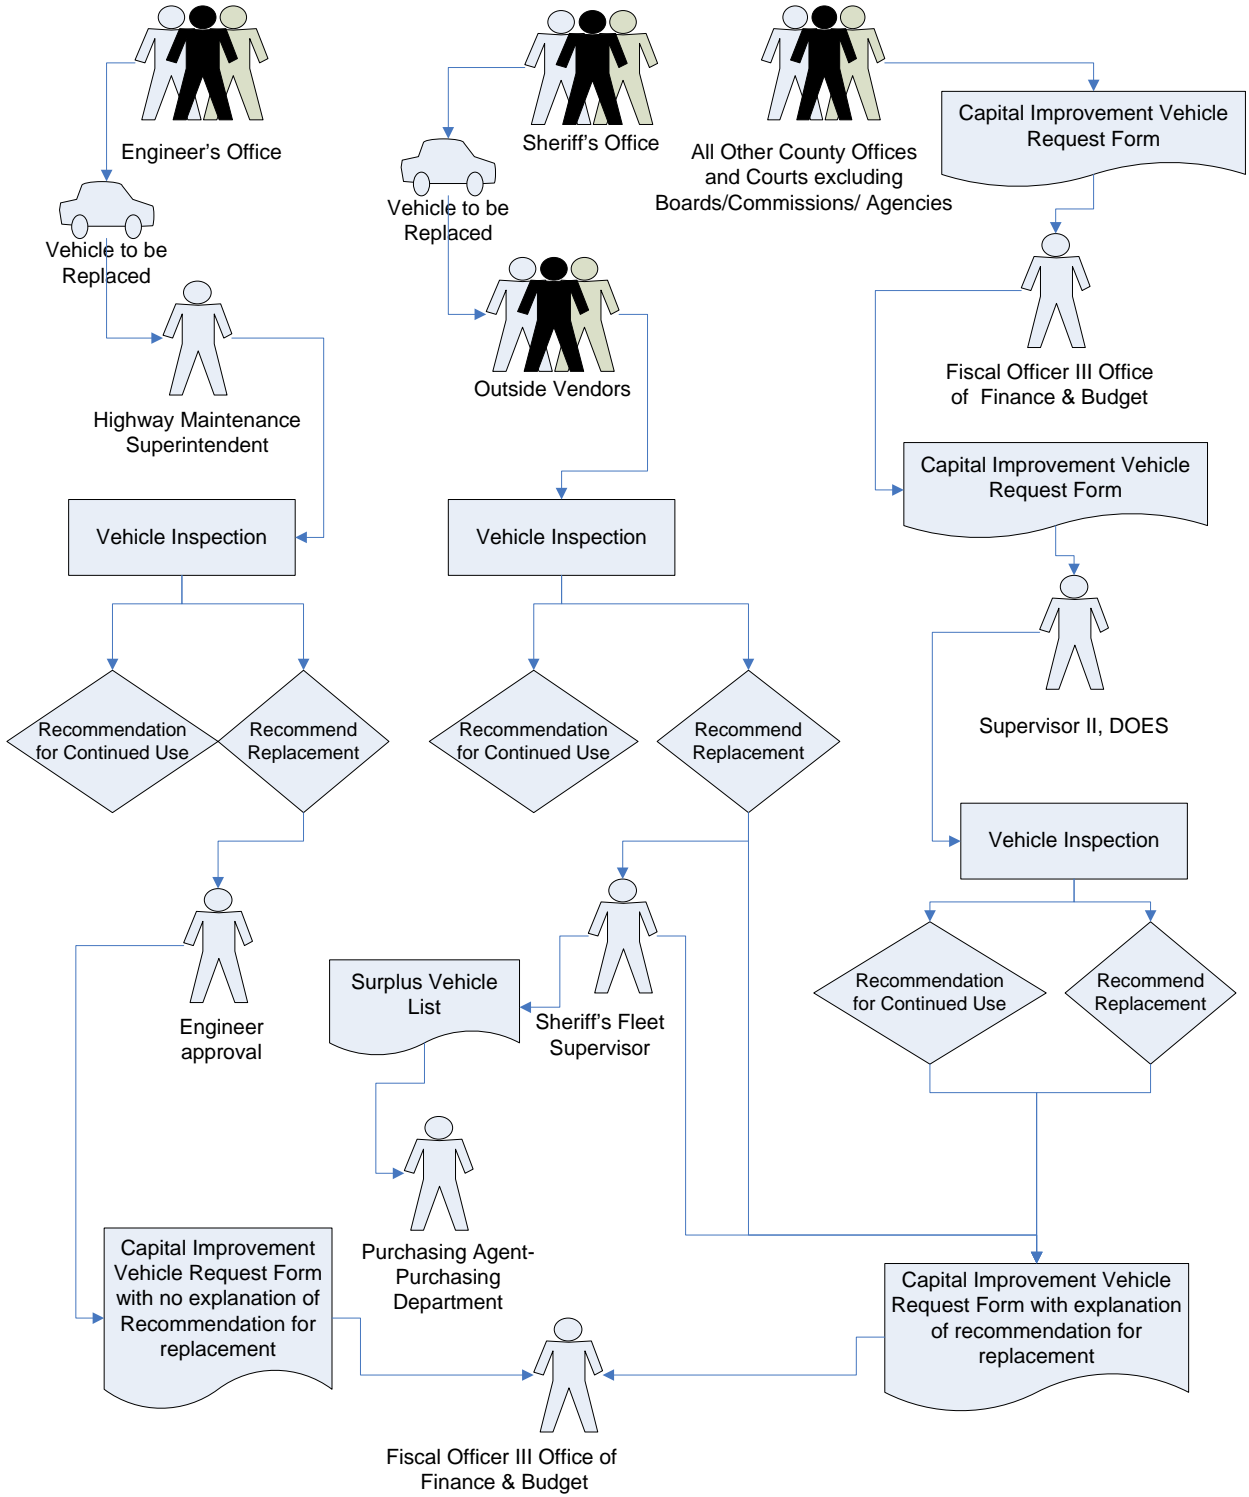 Engineer's Office
Sheriff's Office
All Other County Offices
and Courts excluding
Boards/Commissions/ Agencies
Capital Improvement Vehicle
Request Form
Vehicle to be
Replaced
Vehicle to be
Replaced
Highway Maintenance
Superintendent
Outside Vendors
Fiscal Officer III Office
of Finance & Budget
Capital Improvement Vehicle
Request Form
Vehicle Inspection
Vehicle Inspection
Supervisor II, DOES
Recommendation
for Continued Use
Recommend
Replacement
Recommendation
for Continued Use
Recommend
Replacement
Vehicle Inspection
Recommendation
for Continued Use
Recommend
Replacement
Engineer
approval
Surplus Vehicle
List
Sheriff's Fleet
Supervisor
Purchasing Agent-
Purchasing
Department
Capital Improvement
Vehicle Request Form
with no explanation of
Recommendation for
replacement
Capital Improvement Vehicle
Request Form with explanation
of recommendation for
replacement
Fiscal Officer III Office of
Finance & Budget